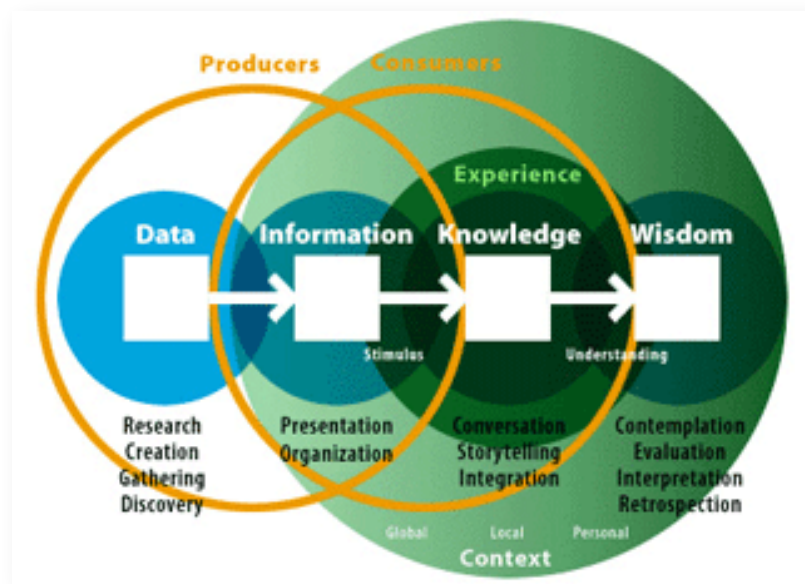 Producers Consumers
Experience
Data Information Knowledge Wisdom
Stimulus Understanding
Research
Creation
Gathering
Discovery
Presentation
Organization
Conversation
Storytelling
Integration
Contemplation
Evaluation
Interpretation
Retrospection
Global Local Personal
Context